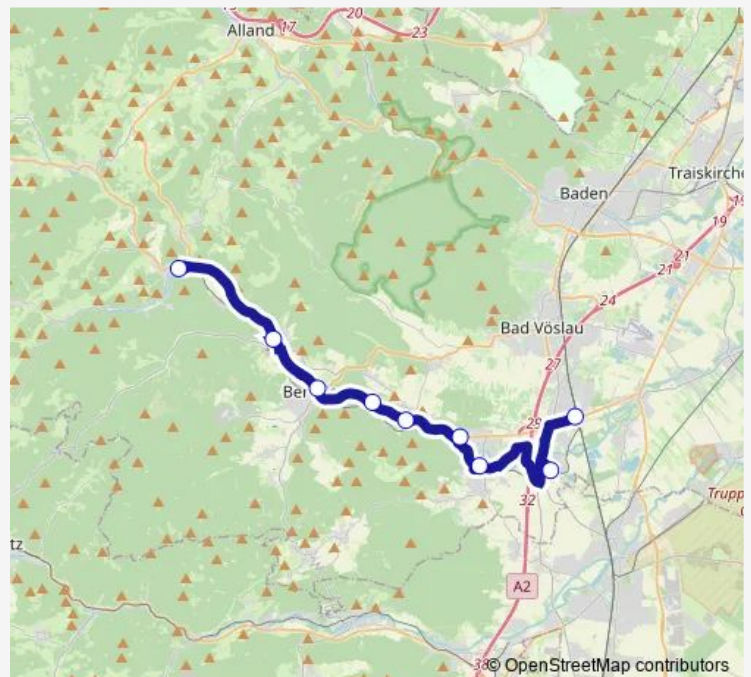 20
Alland
17
23
Traiskirche
Baden
19
21
21
24
Bad Vöslau
27
Ber
29
32
Trupp
tz
A2
38
© OpenStreetMap contributors